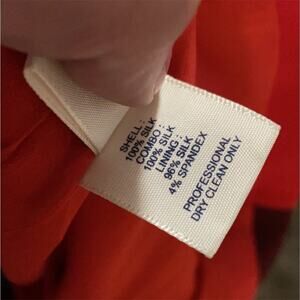 SHELL :
100% SILK
COMBO :
100% SILK
LINING :
96% SILK
4% SPANDEX
PROFESSIONAL
DRY CLEAN ONLY